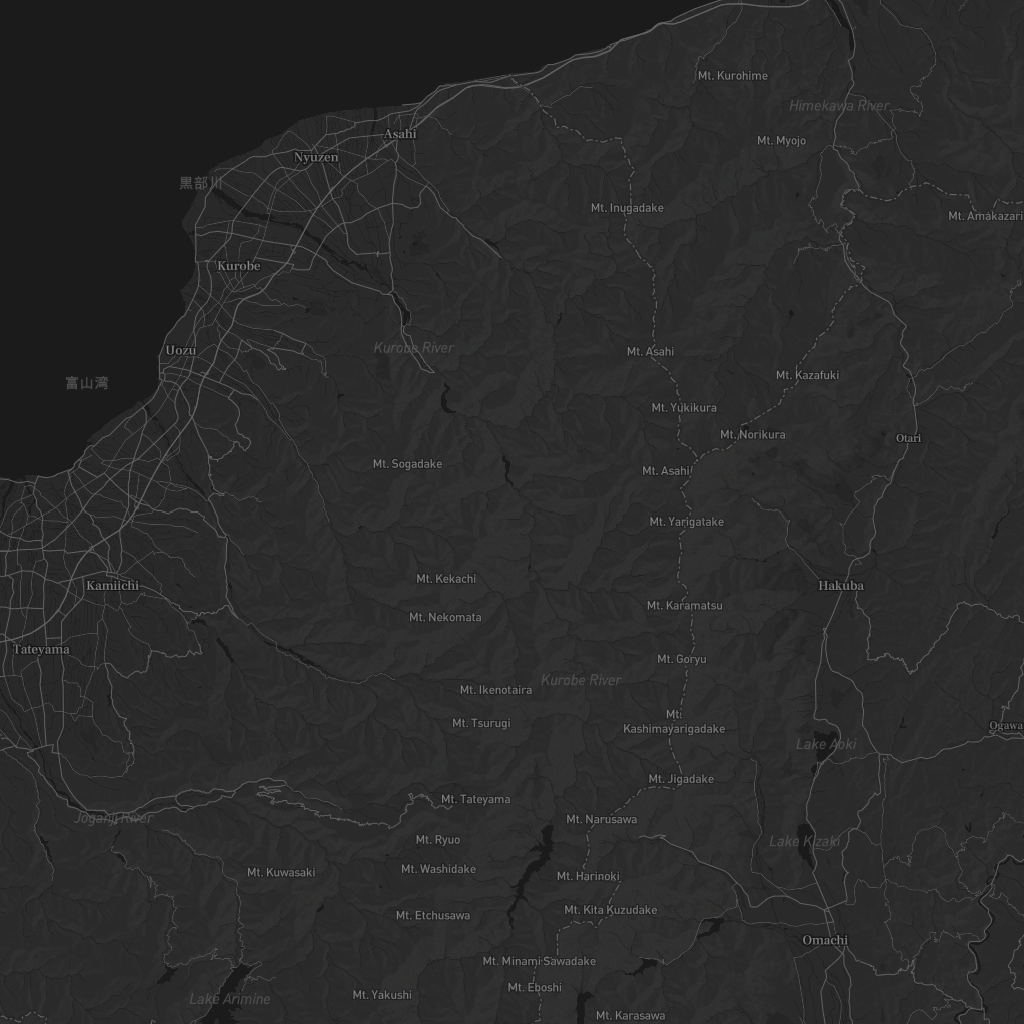 Mt. Kurohime
Himekawa River
Asahi
Mt. Myojo
Nyuzen
黒部川
Mt. Inugadake
Mt. Amakazari
Kurobe
Kurobe River
Uozu
Mt. Asahi
富山湾
Mt. Kazafuki
Mt. Yukikura
Mt. Norikura
Otari
Mt. Sogadake
Mt. Asahi
Mt. Yarigatake
Mt. Kekachi
Kamiichi
Hakuba
Mt. Karamatsu
Mt. Nekomata
Tateyama
Mt. Goryu
Kurobe River
Mt. Ikenotaira
Mt. Tsurugi
Mt.
Kashimayarigadake
Ogawa
Lake Aoki
Mt. Jigadake
Mt. Tateyama
Joganji River
Mt. Narusawa
Mt. Ryuo
Lake Kizaki
Mt. Kuwasaki
Mt. Washidake
Mt. Harinoki
Mt. Etchusawa
Mt. Kita Kuzudake
Omachi
Mt. Minami Sawadake
Mt. Eboshi
Mt. Yakushi
Lake Arimine
Mt. Karasawa